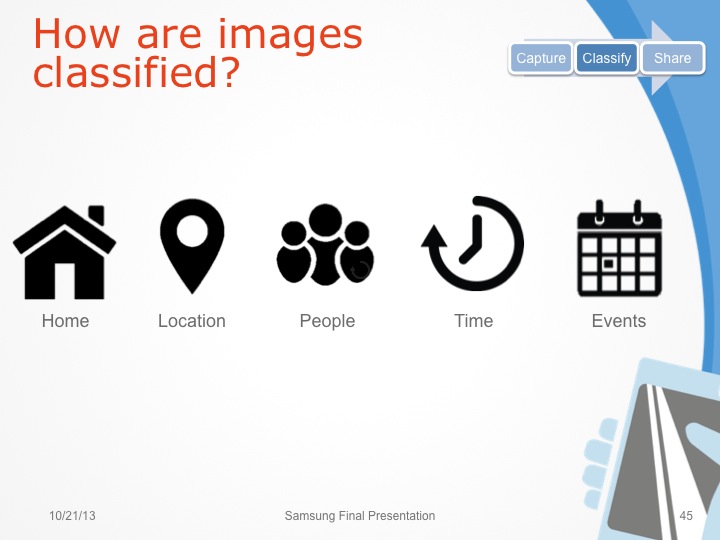 How are images
classified?
Capture Classify Share
Home Location People Time Events
10/21/13 Samsung Final Presentation 45